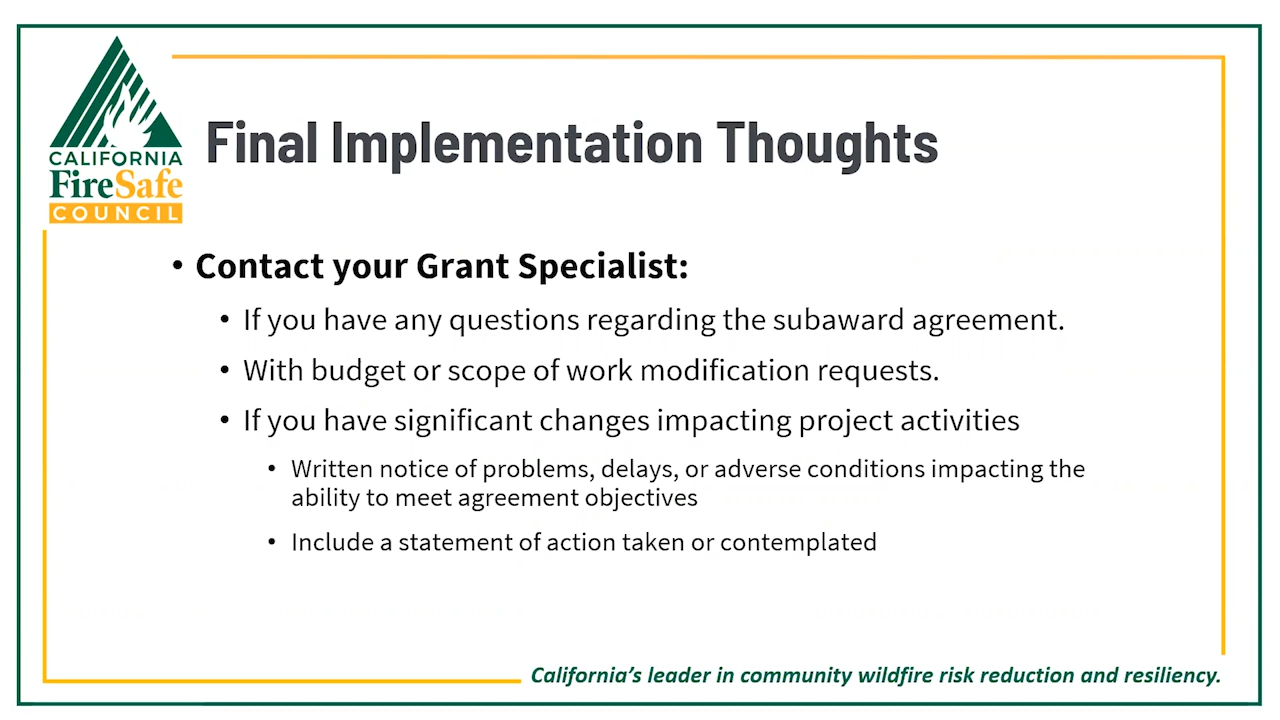 CALIFORNIA
FireSafe
COUNCIL
Final Implementation Thoughts
• Contact your Grant Specialist:
• If you have any questions regarding the subaward agreement.
• With budget or scope of work modification requests.
• If you have significant changes impacting project activities
• Written notice of problems, delays, or adverse conditions impacting the
ability to meet agreement objectives
• Include a statement of action taken or contemplated
California’s leader in community wildfire risk reduction and resiliency.